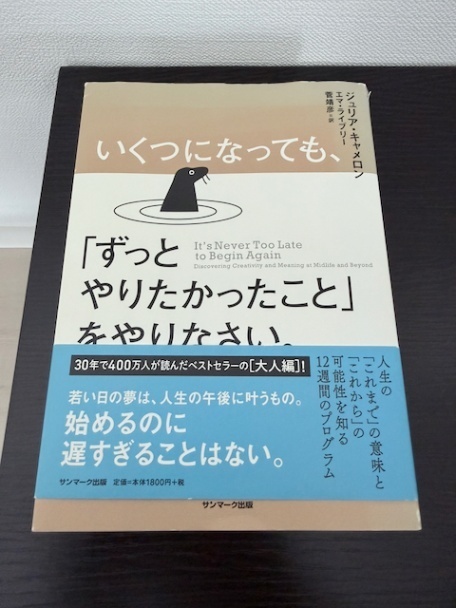 ジュリア・キャメロン
エマ・ライブリー
菅靖彦=訳
いくつになっても、
It's Never Too Late
to Begin Again
Discovering Creativity and Meaning at Midlife and Beyond
「ずっと
やりたかったこと」
をやりなさい。
30年で400万人が読んだベストセラーの[大人編]!
若い日の夢は、人生の午後に叶うもの。
始めるのに
遅すぎることはない。
サンマーク出版 定価=本体1800円+税
人生の
「これまで」の意味と
「これから」の
可能性を知る
12週間のプログラム
サンマーク出版